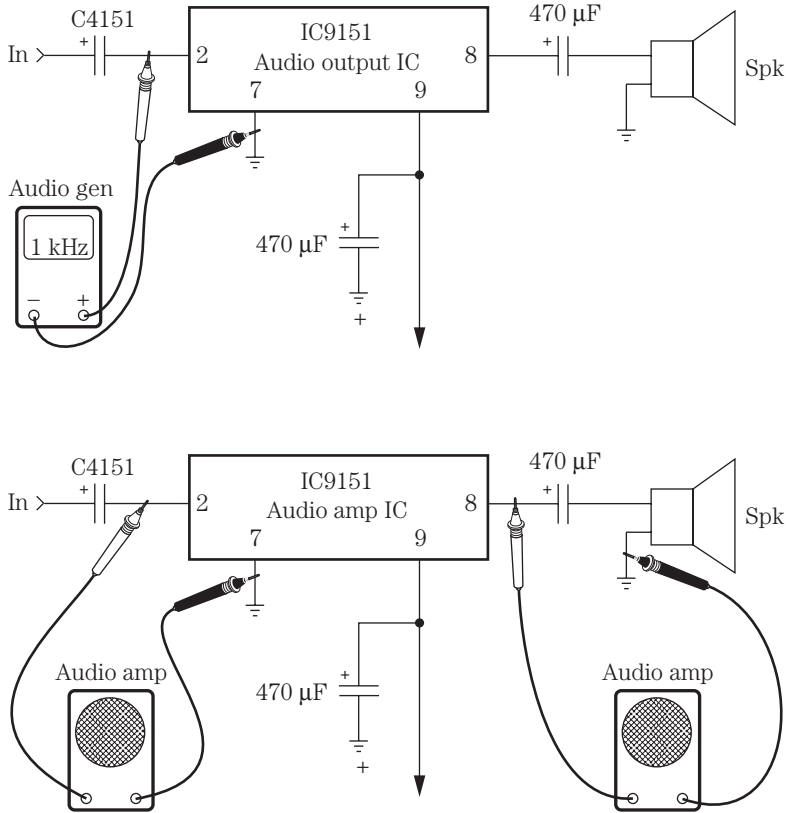 C4151
470 μF
+
+
In
2
IC9151
Audio output IC
8
Spk
7
9
Audio gen
+
470 μF
1 kHz
− +
+
C4151
470 μF
+
+
In
2
IC9151
Audio amp IC
8
Spk
7
9
Audio amp
+
470 μF
Audio amp
+